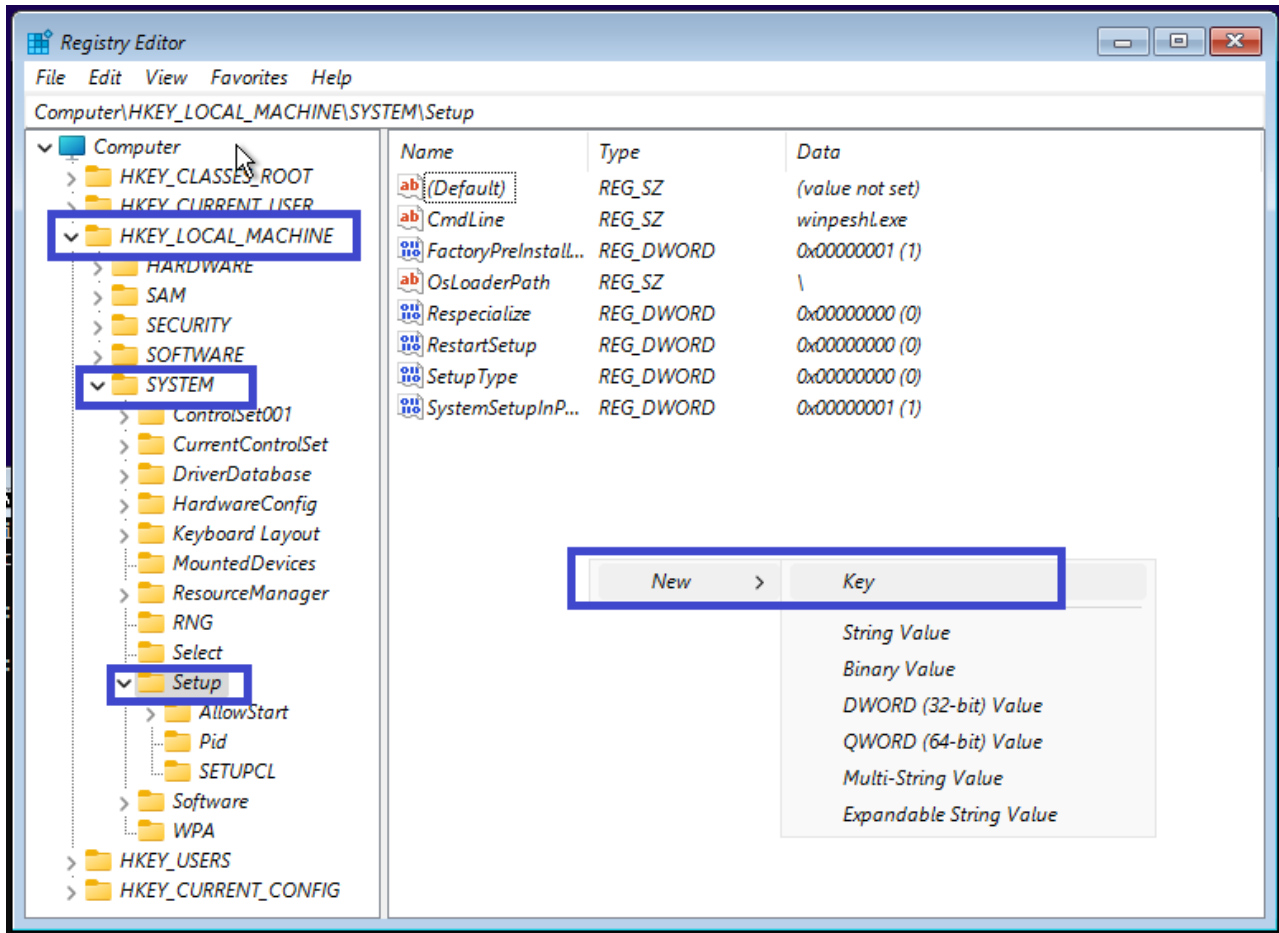 Registry Editor
File Edit View Favorites Help
Computer\HKEY_LOCAL_MACHINE\SYSTEM\Setup
Computer
HKEY_CLASSES_ROOT
HKEY_CURRENT_USER
HKEY_LOCAL_MACHINE
HARDWARE
SAM
SECURITY
SOFTWARE
SYSTEM
ControlSet001
CurrentControlSet
DriverDatabase
HardwareConfig
Keyboard Layout
MountedDevices
ResourceManager
RNG
Select
Setup
AllowStart
Pid
SETUPCL
Software
WPA
HKEY_USERS
HKEY_CURRENT_CONFIG
Name Type Data
(Default) REG_SZ (value not set)
CmdLine REG_SZ winpeshl.exe
FactoryPreInstall... REG_DWORD 0x00000001 (1)
OsLoaderPath REG_SZ \
Respecialize REG_DWORD 0x00000000 (0)
RestartSetup REG_DWORD 0x00000000 (0)
SetupType REG_DWORD 0x00000000 (0)
SystemSetupInP... REG_DWORD 0x00000001 (1)
New > Key
String Value
Binary Value
DWORD (32-bit) Value
QWORD (64-bit) Value
Multi-String Value
Expandable String Value